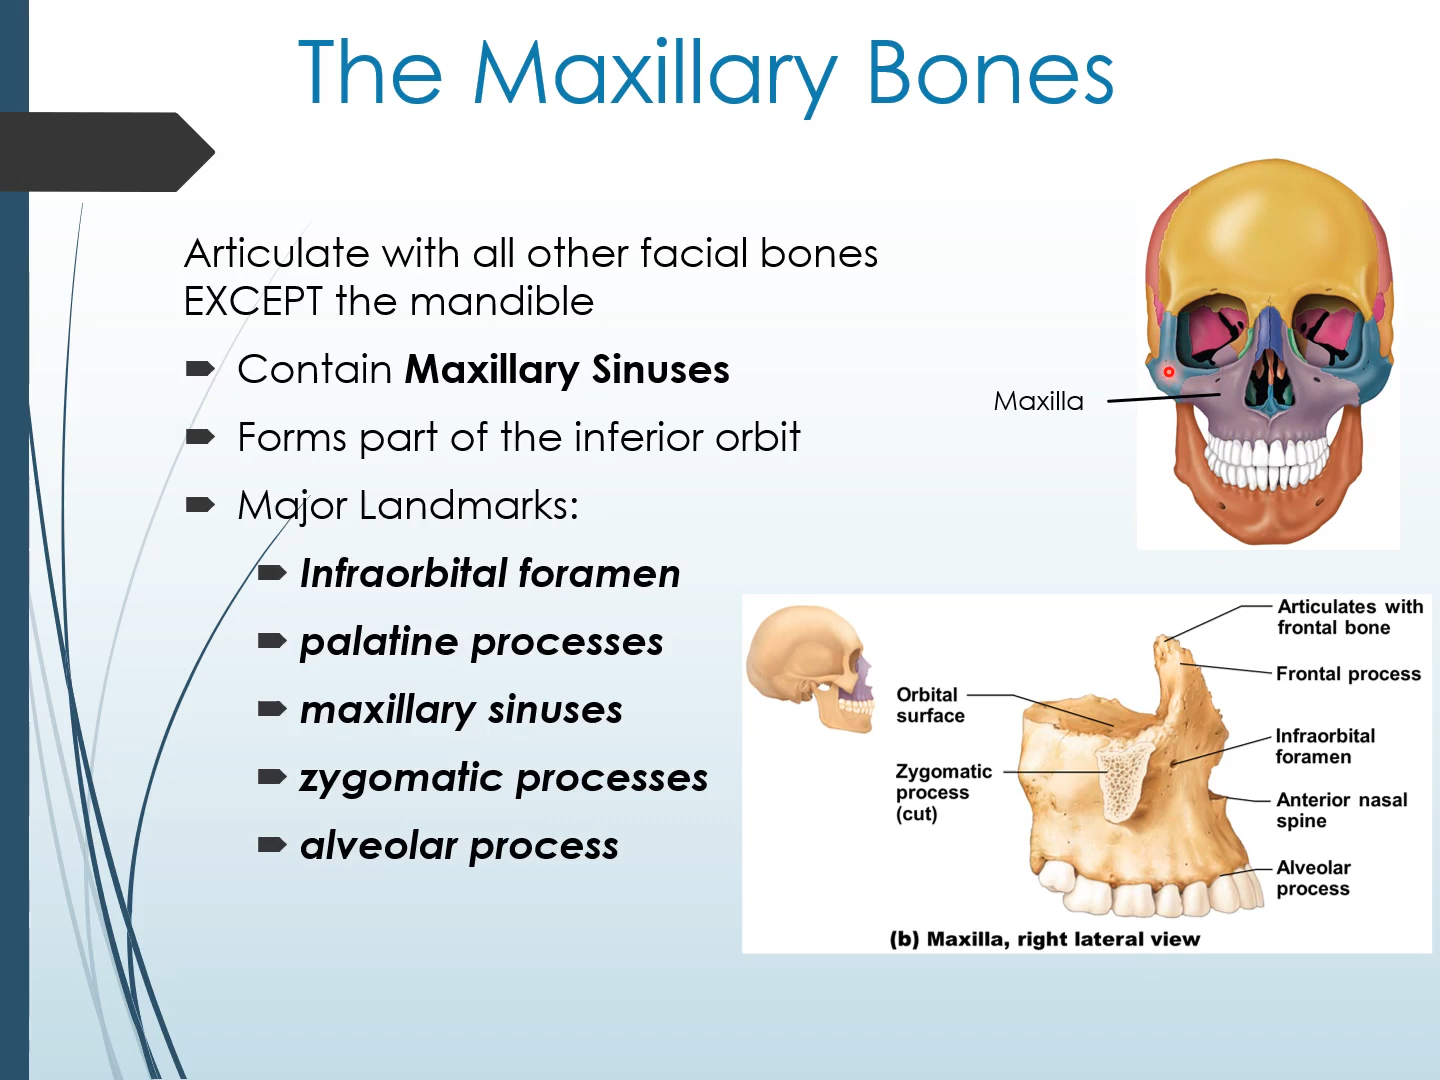 The Maxillary Bones
Articulate with all other facial bones
EXCEPT the mandible
Contain Maxillary Sinuses
Forms part of the inferior orbit
Major Landmarks:
Infraorbital foramen
palatine processes
maxillary sinuses
zygomatic processes
alveolar process
Maxilla
Articulates with
frontal bone
Frontal process
Orbital
surface
Infraorbital
foramen
Zygomatic
process
(cut)
Anterior nasal
spine
Alveolar
process
(b) Maxilla, right lateral view